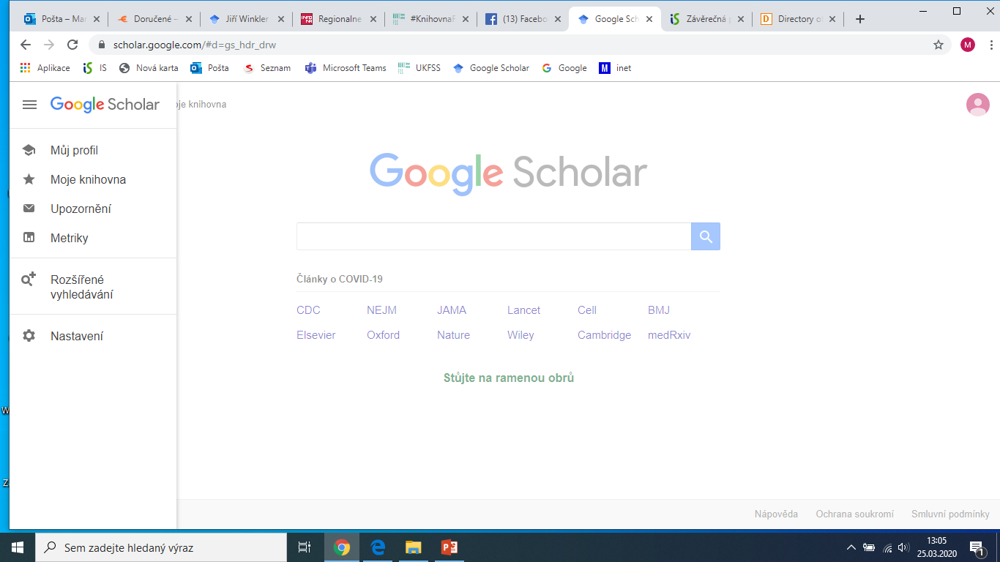 Pošta – Mar
Doručené –
Jiří Winkler
Regionalne
#KnihovnaF
(13) Facebo
Google Sch
Závěrečná p
Directory of
scholar.google.com/#d=gs_hdr_drw
M
Aplikace
IS
Nová karta
Pošta
Seznam
Microsoft Teams
UKFSS
Google Scholar
Google
M inet
Google Scholar
oje knihovna
Můj profil
Moje knihovna
Upozornění
Metriky
Rozšířené
vyhledávání
Nastavení
Google Scholar
Články o COVID-19
CDC NEJM JAMA Lancet Cell BMJ
Elsevier Oxford Nature Wiley Cambridge medRxiv
Stůjte na ramenou obrů
Nápověda Ochrana soukromí Smluvní podmínky
Sem zadejte hledaný výraz
13:05
25.03.2020
1